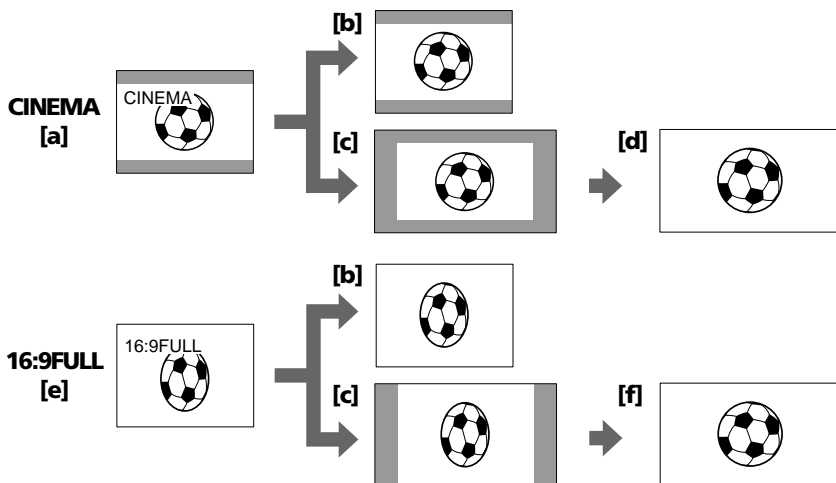 [b]
CINEMA
[a]
CINEMA
[c]
[d]
[b]
16:9FULL
[e]
16:9FULL
[c]
[f]